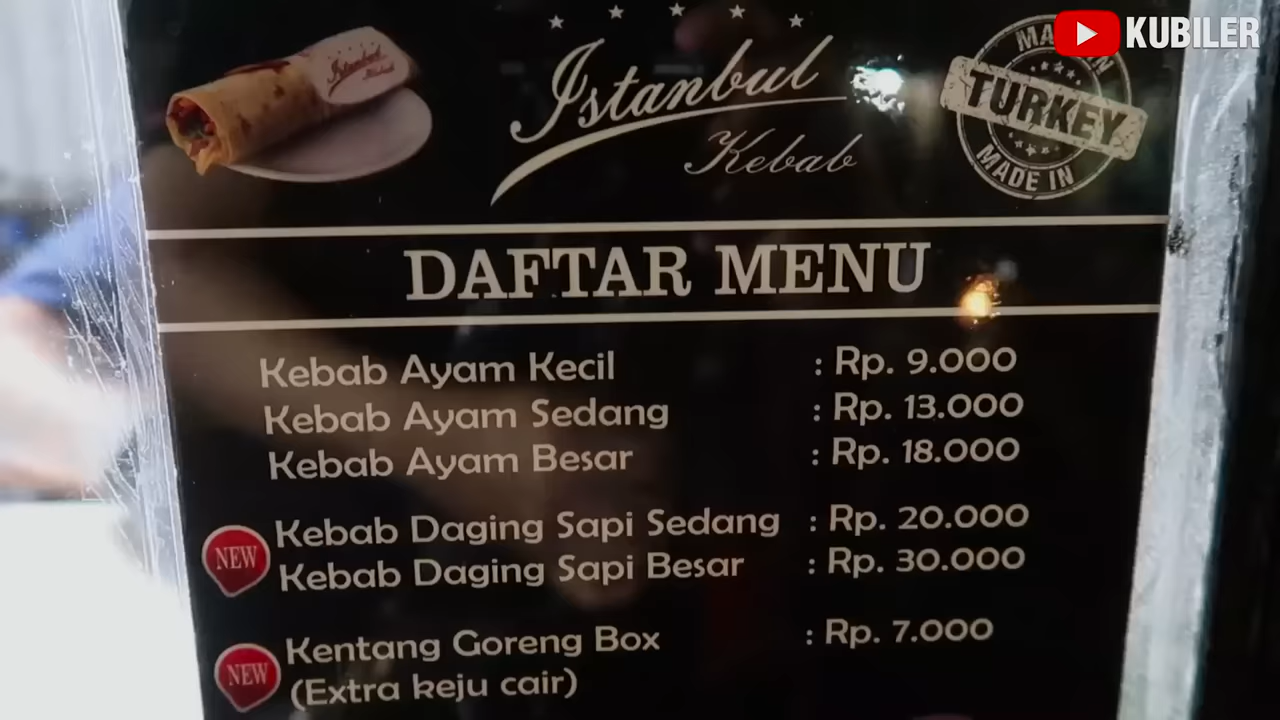 KUBILER
Istanbul
Kebab
Istanbul
Kebab
TURKEY
MADE IN
DAFTAR MENU
Kebab Ayam Kecil : Rp. 9.000
Kebab Ayam Sedang : Rp. 13.000
Kebab Ayam Besar : Rp. 18.000
NEW
Kebab Daging Sapi Sedang : Rp. 20.000
Kebab Daging Sapi Besar : Rp. 30.000
NEW
Kentang Goreng Box : Rp. 7.000
(Extra keju cair)